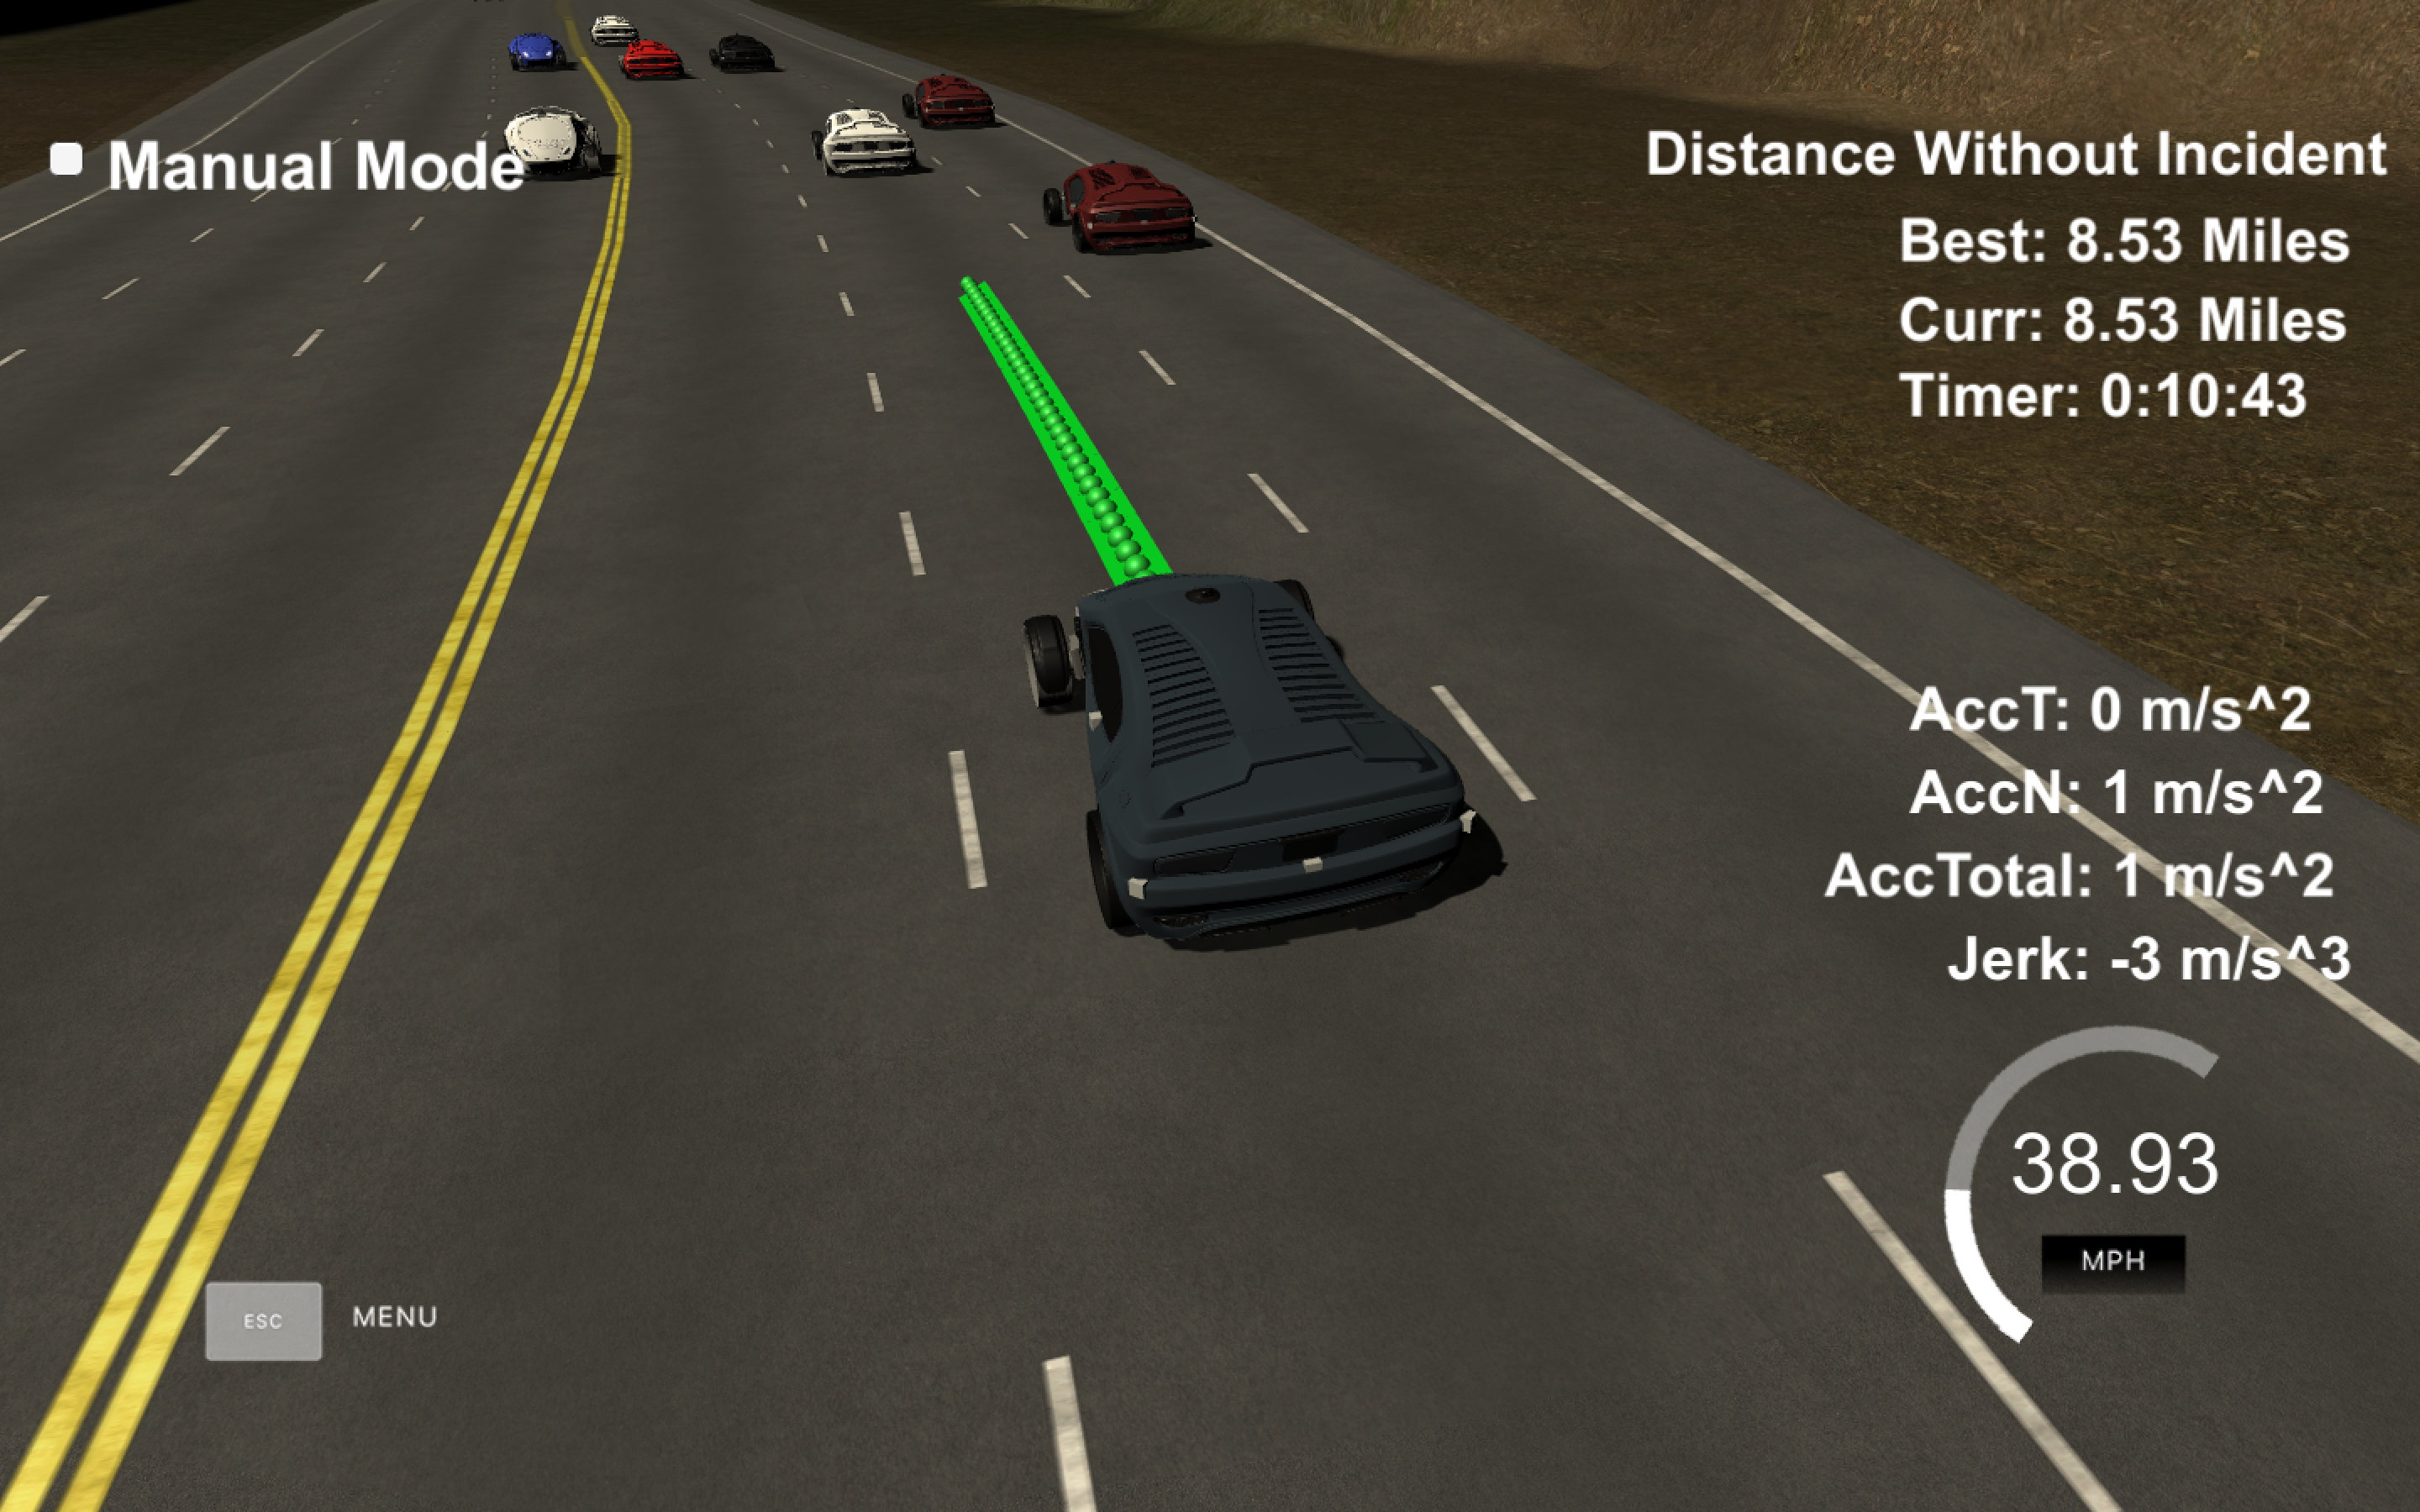 Manual Mode
Distance Without Incident
Best: 8.53 Miles
Curr: 8.53 Miles
Timer: 0:10:43
AccT: 0 m/s^2
AccN: 1 m/s^2
AccTotal: 1 m/s^2
Jerk: -3 m/s^3
38.93
MPH
ESC MENU